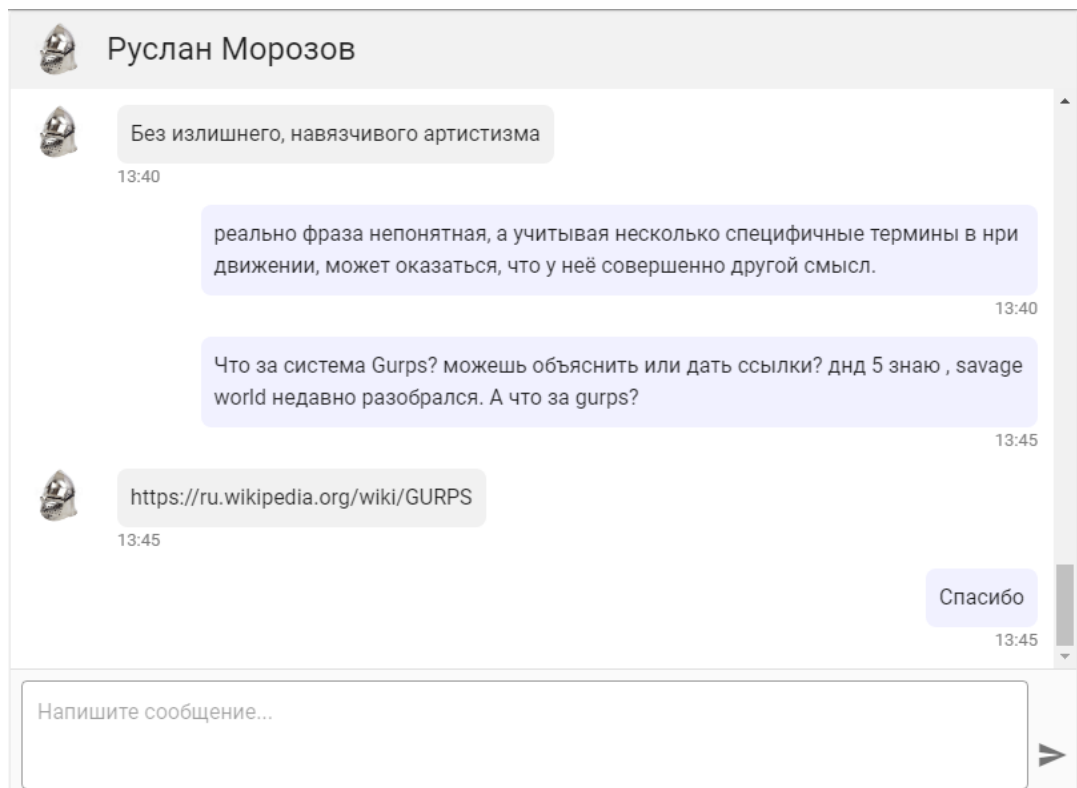 Руслан Морозов
Без излишнего, навязчивого артистизма
13:40
реально фраза непонятная, а учитывая несколько специфичные термины в нри
движении, может оказаться, что у неё совершенно другой смысл.
13:40
Что за система Gurps? можешь объяснить или дать ссылки? днд 5 знаю , savage
world недавно разобрался. А что за gurps?
13:45
https://ru.wikipedia.org/wiki/GURPS
13:45
Спасибо
13:45
Напишите сообщение...